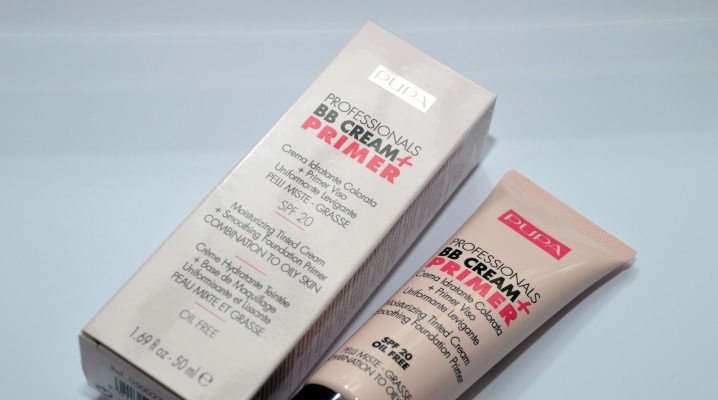 PUPA
PROFESSIONALS
BB CREAM+
PRIMER
Crema Idratante Colorata
+ Primer Viso
Uniformante Levigante
PELLI MISTE - GRASSE
SPF 20
Moisturizing Tinted Cream
+ Smoothing Foundation Primer
COMBINATION TO OILY SKIN
Crème Hydratante Teintée
+ Base de Maquillage
Uniformisante et Lissante
PEAU MIXTE ET GRASSE
OIL FREE
1.69 fl oz - 50 ml ℮
PUPA
PROFESSIONALS
BB CREAM+
PRIMER
Crema Idratante Colorata
+ Primer Viso
Uniformante Levigante
Moisturizing Tinted Cream
Smoothing Foundation Primer
SPF 20
OIL FREE
PELLI MISTE - GRASSE
COMBINATION TO OILY